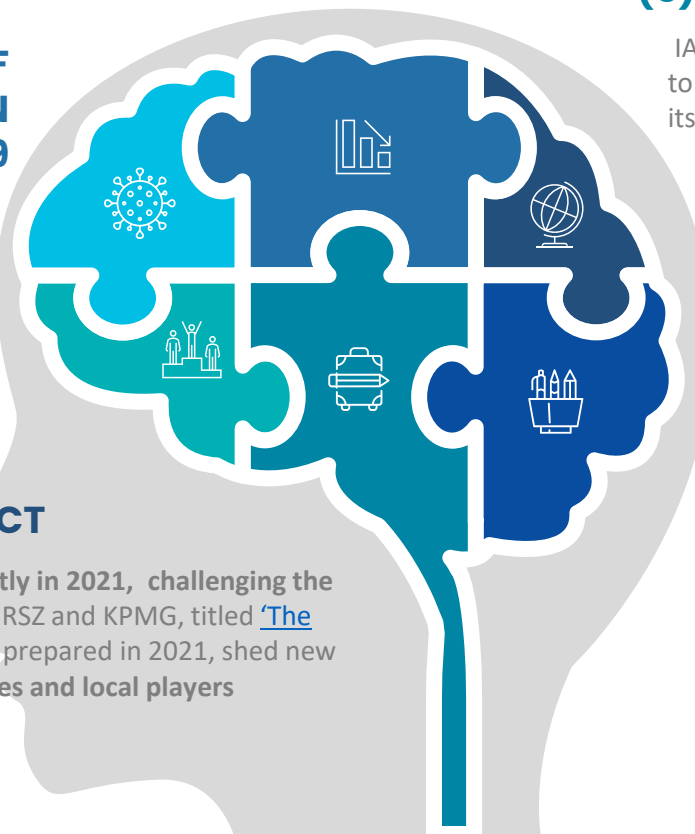 F
N
9
(3)
IA
to
its
CT
tly in 2021, challenging the
RSZ and KPMG, titled ‘The
prepared in 2021, shed new
es and local players